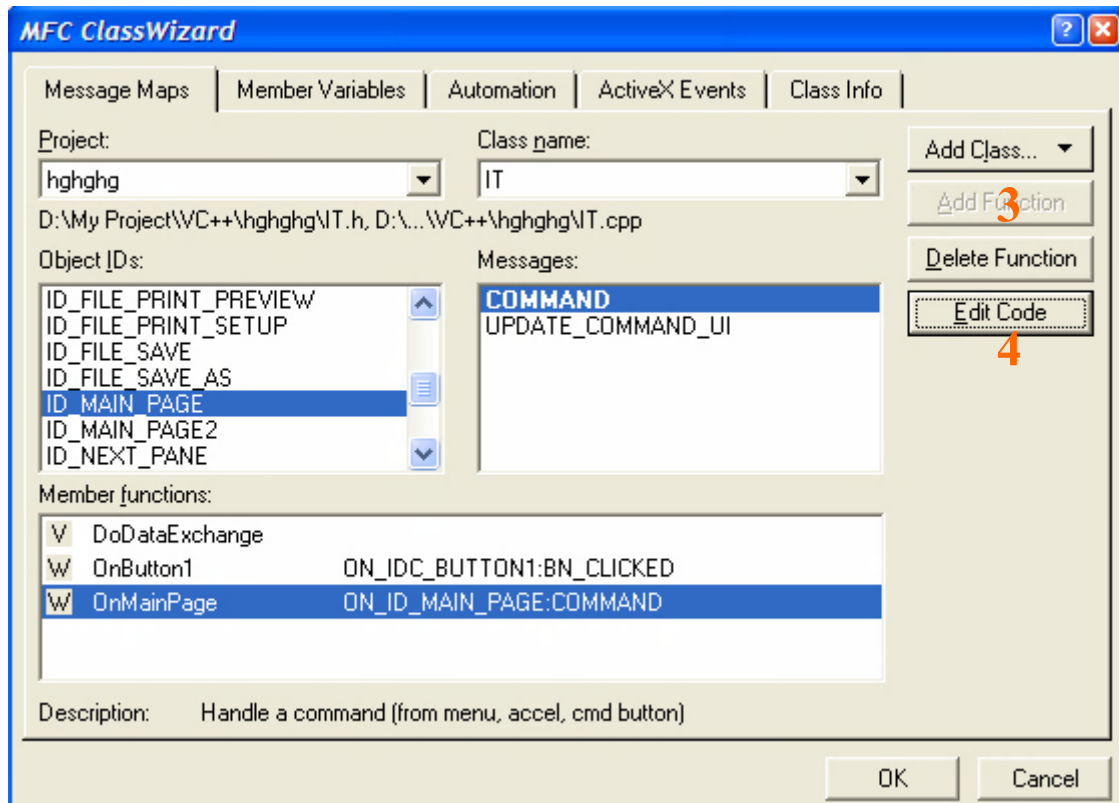 MFC ClassWizard
Message Maps Member Variables Automation ActiveX Events Class Info
Project: Class name:
hghghg IT
D:\My Project\VC++\hghghg\IT.h, D:\...\VC++\hghghg\IT.cpp
Add Class...
Add Function
3
Delete Function
Edit Code
4
Object IDs: Messages:
ID_FILE_PRINT_PREVIEW
ID_FILE_PRINT_SETUP
ID_FILE_SAVE
ID_FILE_SAVE_AS
ID_MAIN_PAGE
ID_MAIN_PAGE2
ID_NEXT_PANE
COMMAND
UPDATE_COMMAND_UI
Member functions:
V DoDataExchange
W OnButton1 ON_IDC_BUTTON1:BN_CLICKED
W OnMainPage ON_ID_MAIN_PAGE:COMMAND
Description: Handle a command (from menu, accel, cmd button)
OK Cancel